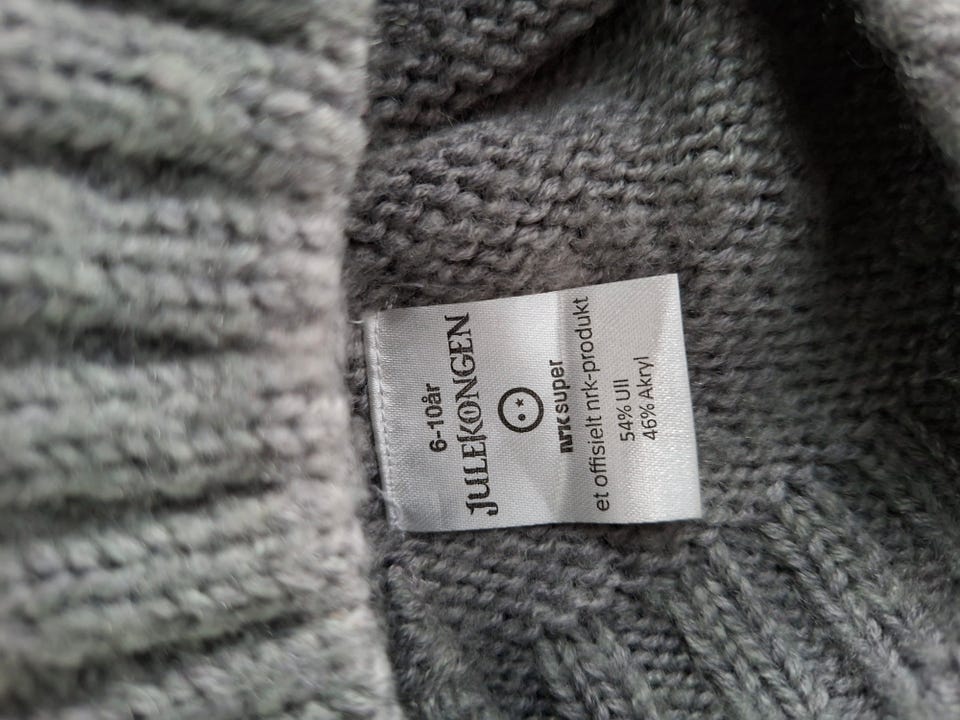 6-10år
JULEKONGEN
nrk super
et offisielt nrk-produkt
54% Ull
46% Akryl